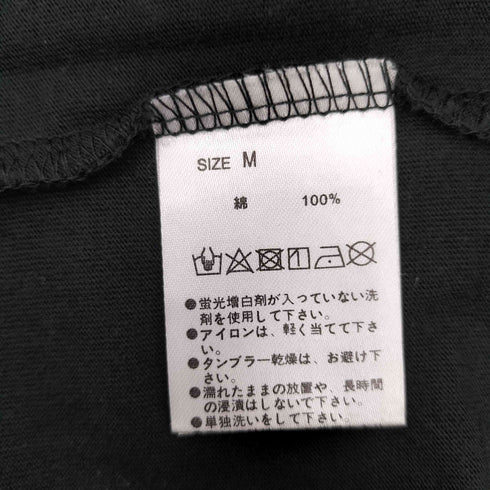 SIZE M
綿 100%
●蛍光増白剤が入っていない洗
剤を使用して下さい。
●アイロンは、軽く当てて下さ
い。
●タンブラー乾燥は、お避け下
さい。
●濡れたままの放置や、長時間
の浸漬はしないで下さい。
●単独洗いをして下さい。